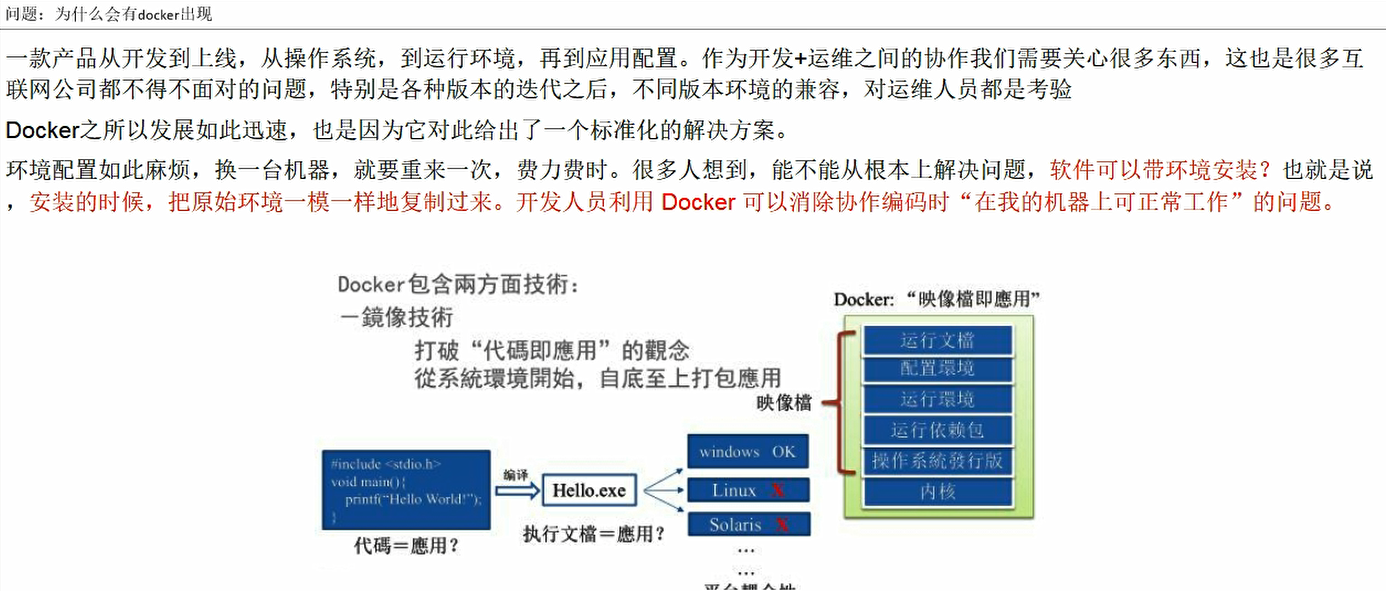 问题：为什么会有docker出现
一款产品从开发到上线，从操作系统，到运行环境，再到应用配置。作为开发+运维之间的协作我们需要关心很多东西，这也是很多互
联网公司都不得不面对的问题，特别是各种版本的迭代之后，不同版本环境的兼容，对运维人员都是考验
Docker之所以发展如此迅速，也是因为它对此给出了一个标准化的解决方案。
环境配置如此麻烦，换一台机器，就要重来一次，费力费时。很多人想到，能不能从根本上解决问题，软件可以带环境安装？也就是说
，安装的时候，把原始环境一模一样地复制过来。开发人员利用 Docker 可以消除协作编码时“在我的机器上可正常工作”的问题。
Docker包含兩方面技術：
－鏡像技術
打破“代碼即應用”的觀念
從系統環境開始，自底至上打包應用
Docker: “映像檔即應用”
运行文檔
配置環境
运行環境
运行依赖包
操作系統發行版
内核
映像檔
#include <stdio.h>
void main(){
printf(“Hello World!”);
}
代碼＝應用？
编译
Hello.exe
执行文檔＝應用？
windows OK
Linux X
Solaris X
…
…